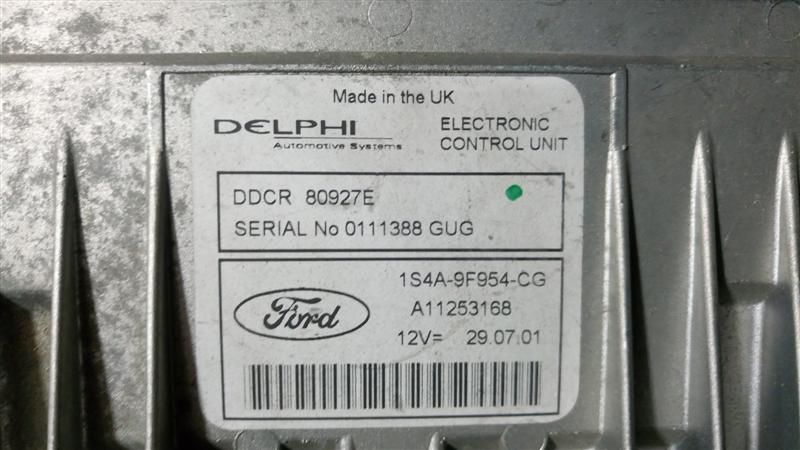 Made in the UK
DELPHI
Automotive Systems
ELECTRONIC
CONTROL UNIT
DDCR 80927E
SERIAL No 0111388 GUG
Ford
1S4A-9F954-CG
A11253168
12V= 29.07.01